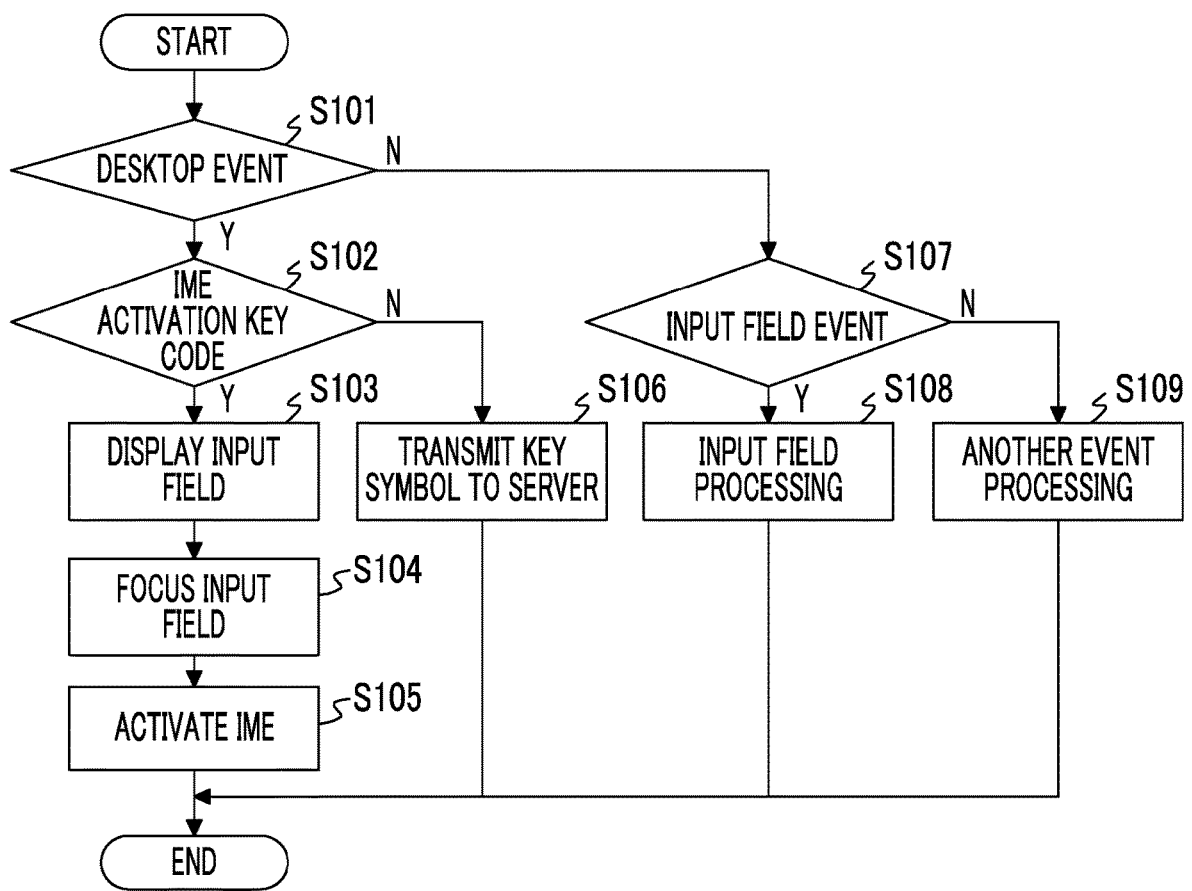 START
S101
DESKTOP EVENT
N
Y
S102
IME
ACTIVATION KEY
CODE
N
Y
S107
INPUT FIELD EVENT
N
Y
S103
DISPLAY INPUT
FIELD
S106
TRANSMIT KEY
SYMBOL TO SERVER
S108
INPUT FIELD
PROCESSING
S109
ANOTHER EVENT
PROCESSING
S104
FOCUS INPUT
FIELD
S105
ACTIVATE IME
END